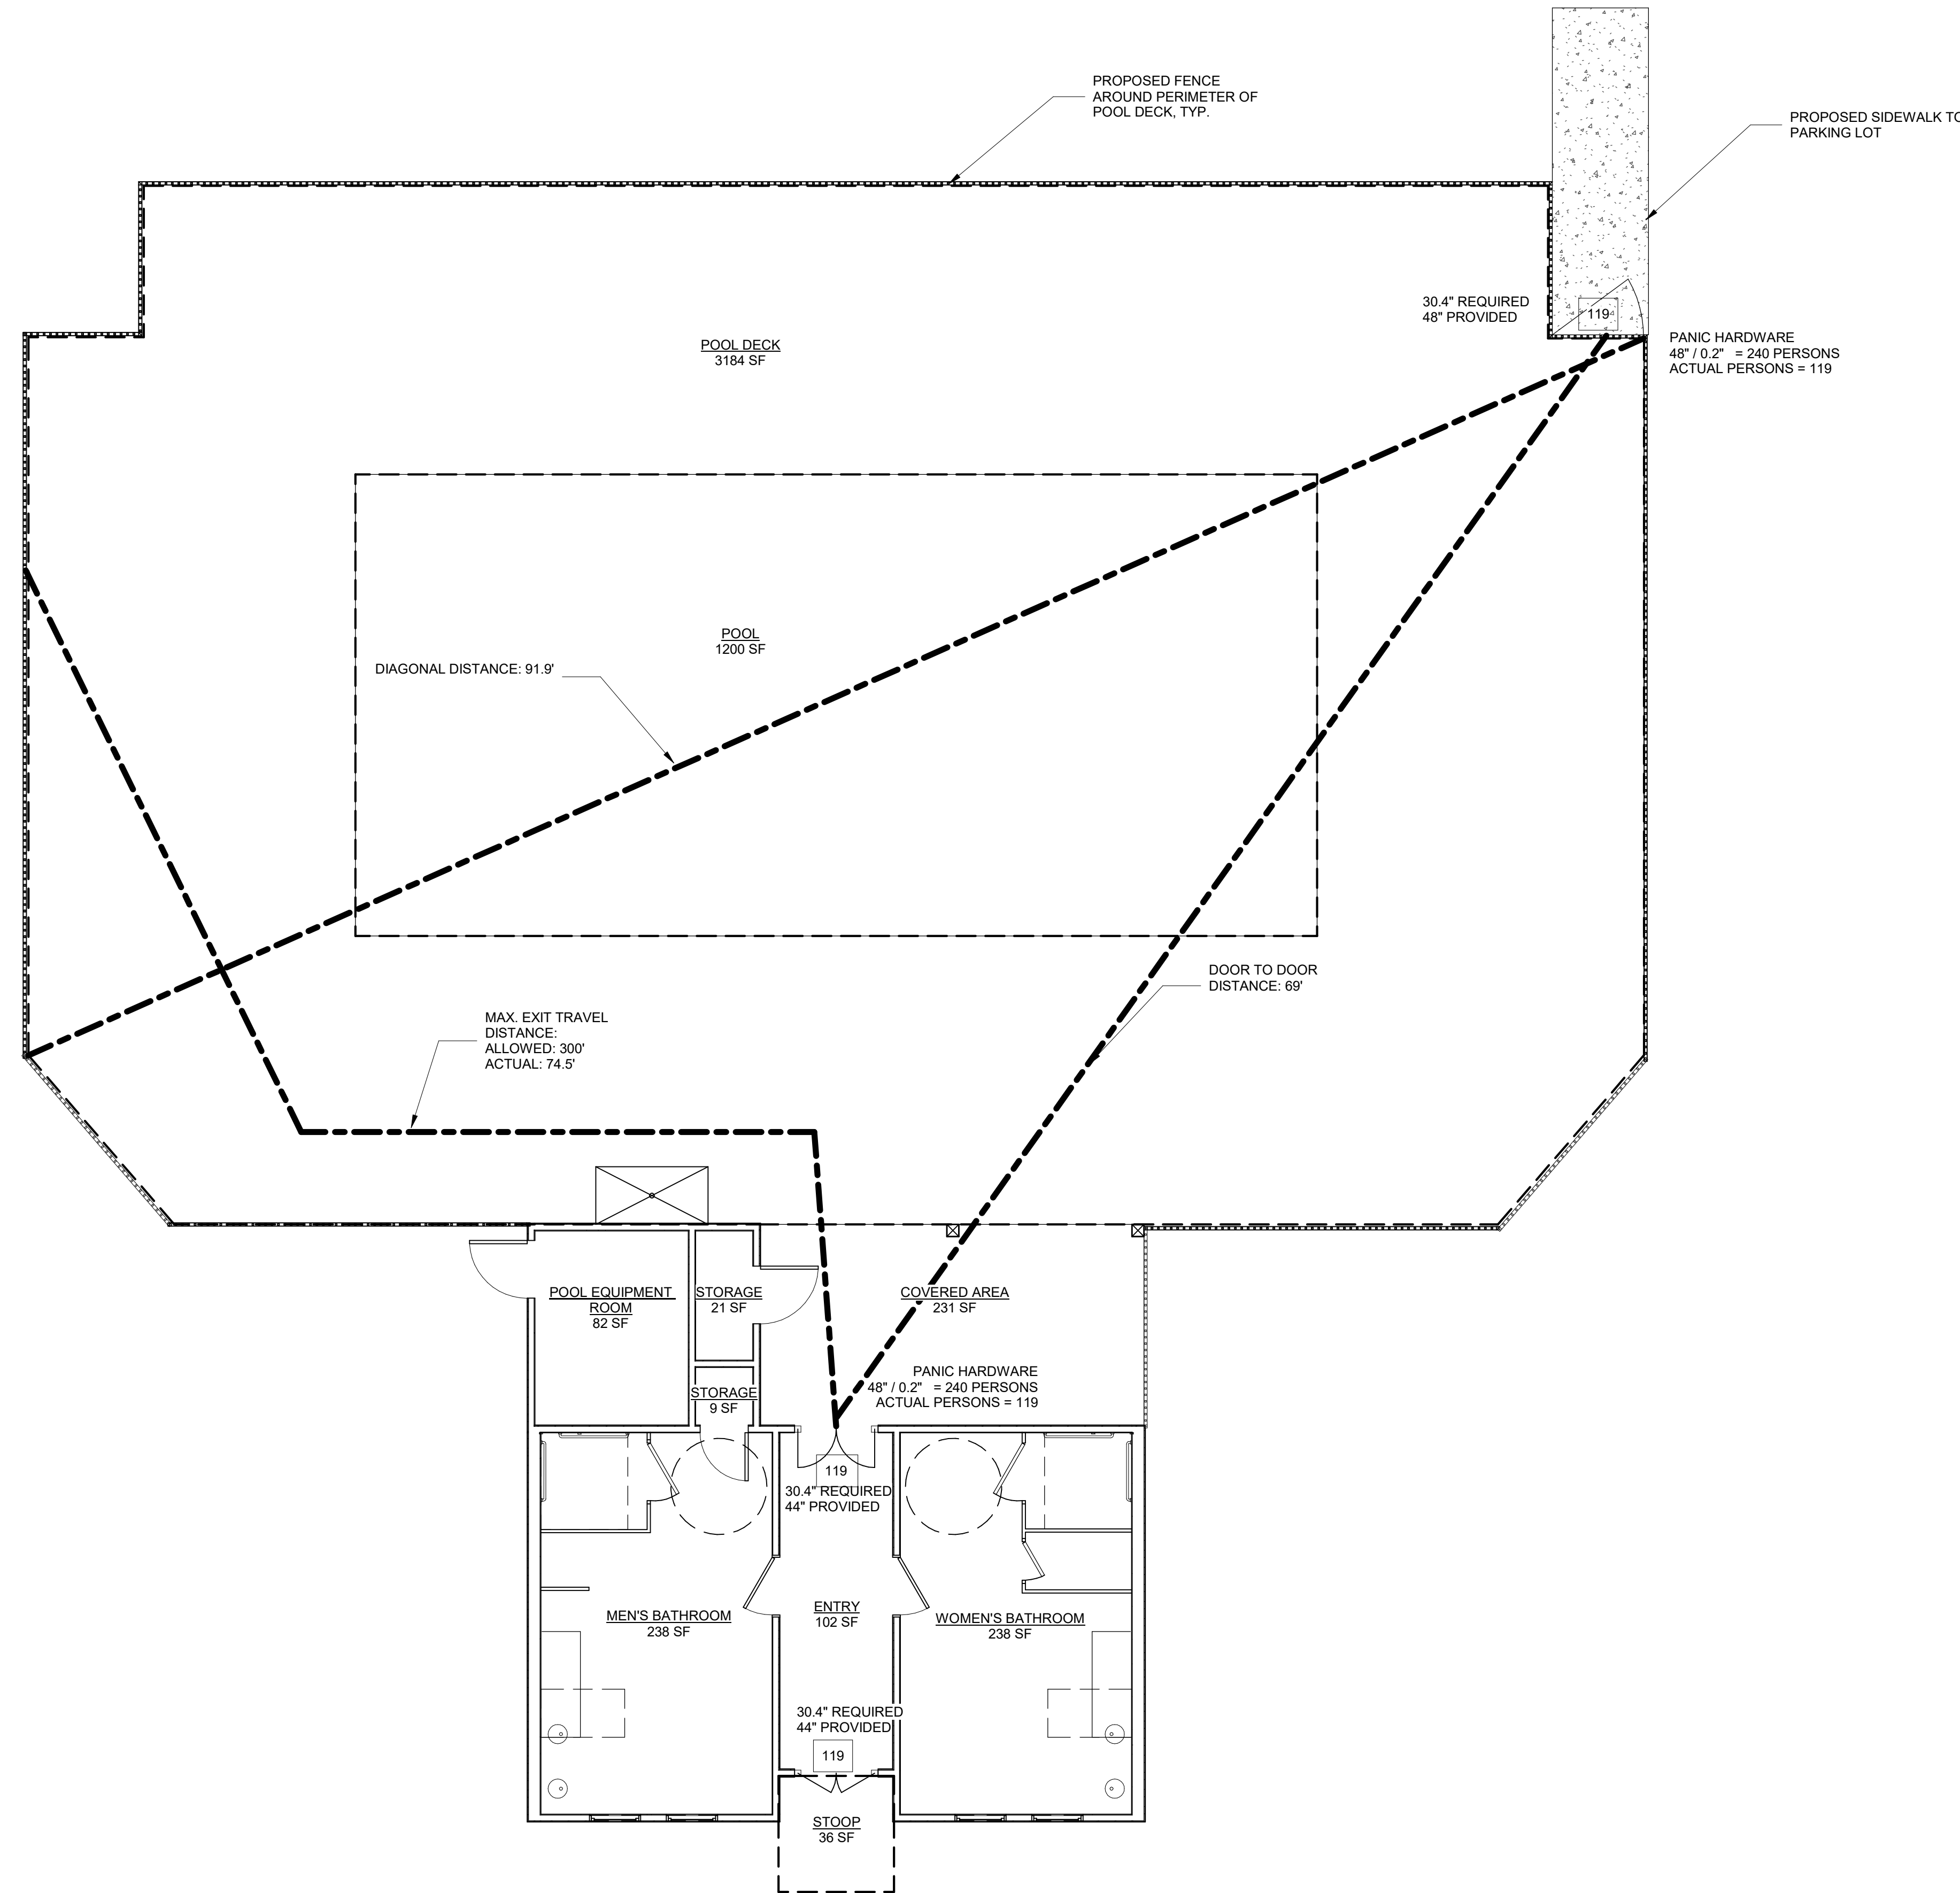 PROPOSED FENCE
AROUND PERIMETER OF
POOL DECK, TYP.
PROPOSED SIDEWALK TO
PARKING LOT
30.4" REQUIRED
48" PROVIDED
119
PANIC HARDWARE
48" / 0.2" = 240 PERSONS
ACTUAL PERSONS = 119
POOL DECK
3184 SF
POOL
1200 SF
DIAGONAL DISTANCE: 91.9'
DOOR TO DOOR
DISTANCE: 69'
MAX. EXIT TRAVEL
DISTANCE:
ALLOWED: 300'
ACTUAL: 74.5'
POOL EQUIPMENT
ROOM
82 SF
STORAGE
21 SF
COVERED AREA
231 SF
PANIC HARDWARE
48" / 0.2" = 240 PERSONS
ACTUAL PERSONS = 119
STORAGE
9 SF
119
30.4" REQUIRED
44" PROVIDED
MEN'S BATHROOM
238 SF
ENTRY
102 SF
WOMEN'S BATHROOM
238 SF
30.4" REQUIRED
44" PROVIDED
119
STOOP
36 SF